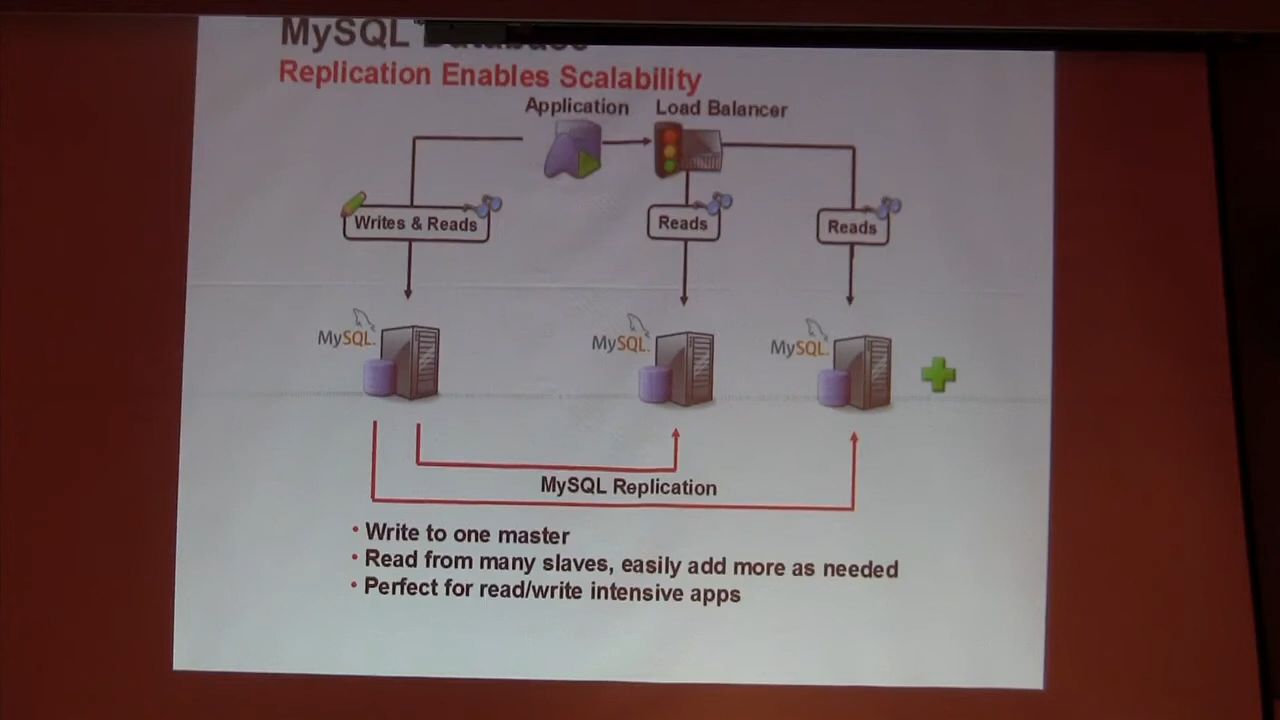 MySQL Database
Replication Enables Scalability
Application Load Balancer
Writes & Reads Reads Reads
MySQL. MySQL. MySQL.
MySQL Replication
• Write to one master
• Read from many slaves, easily add more as needed
• Perfect for read/write intensive apps